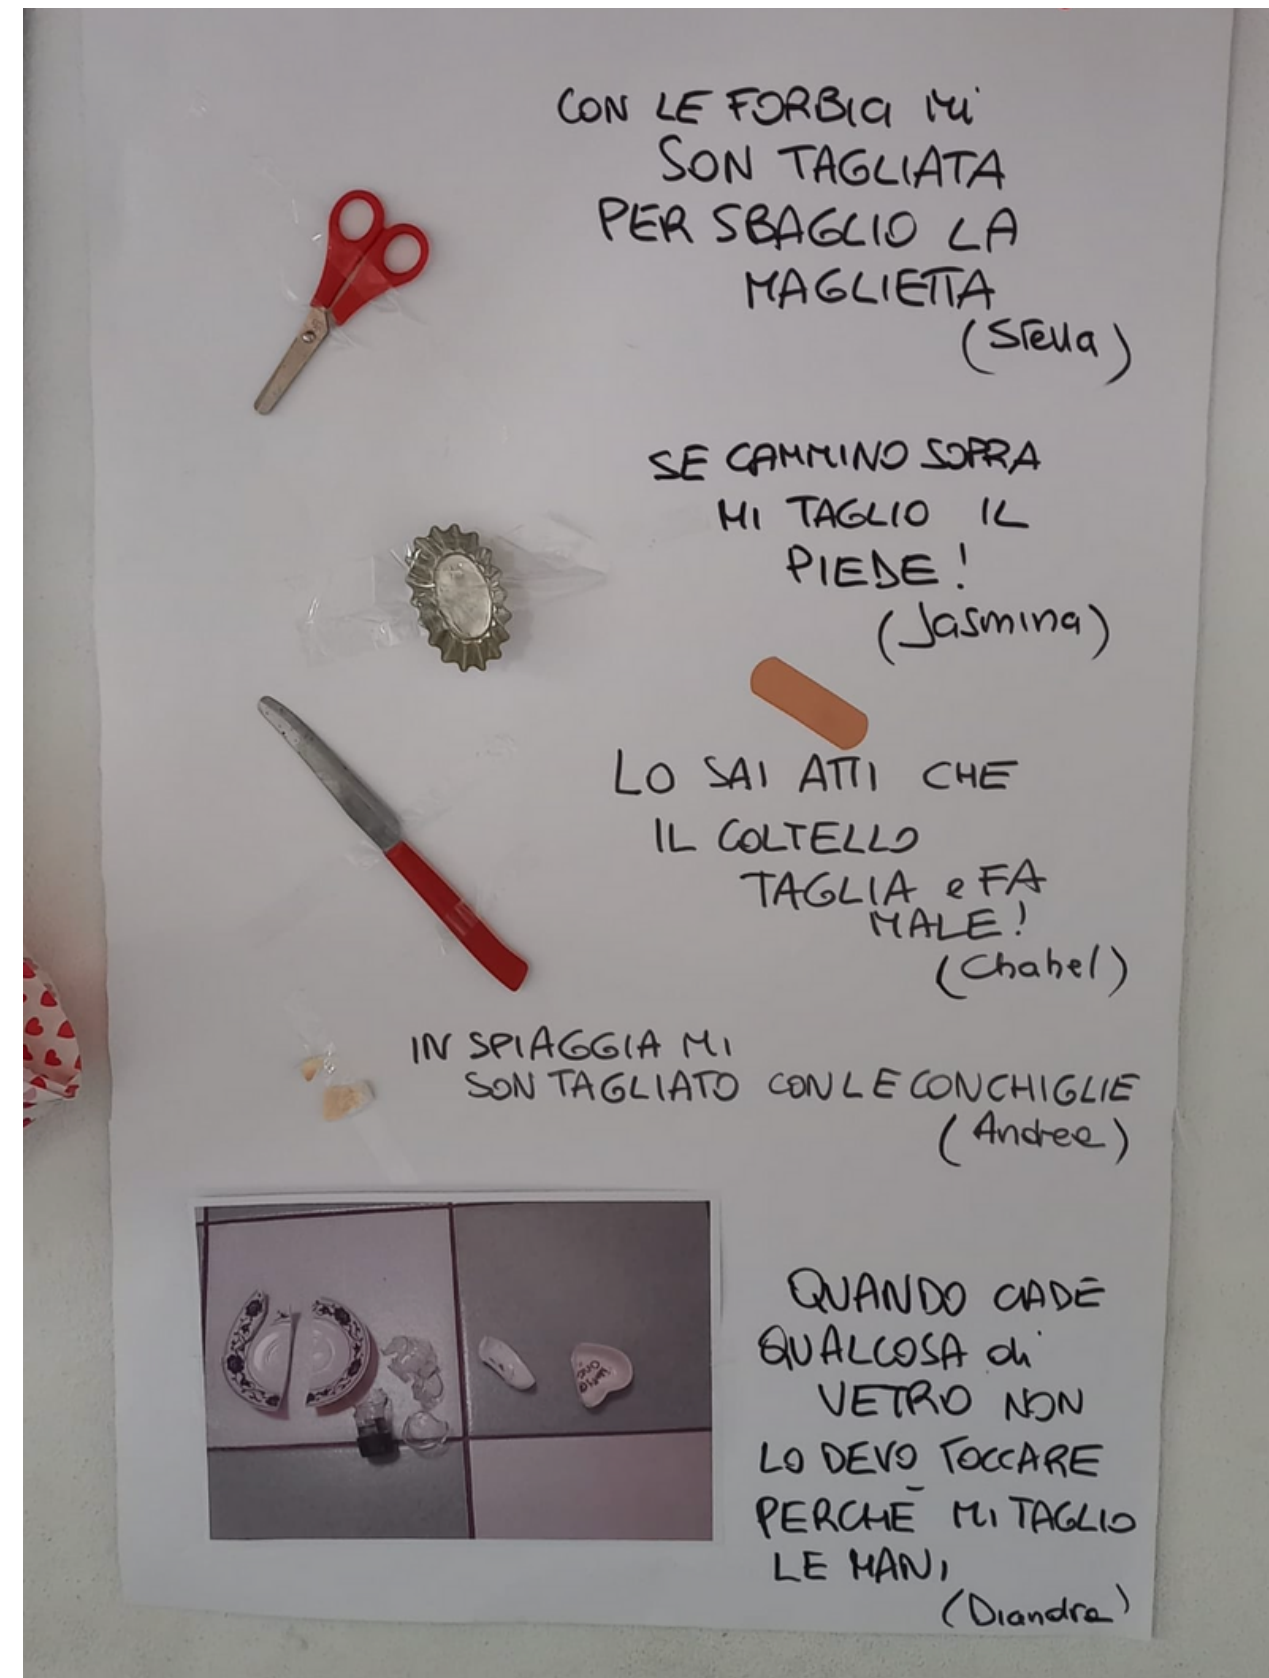 CON LE FORBICI Mi
SON TAGLIATA
PER SBAGLIO LA
MAGLIETTA
(Stella)
SE CAMMINO SOPRA
MI TAGLIO IL
PIEDE!
(Jasmina)
LO SAI ATTI CHE
IL COLTELLO
TAGLIA e FA
MALE!
(Chahel)
IN SPIAGGIA MI
SON TAGLIATO CON LE CONCHIGLIE
(Andrea)
QUANDO CADE
QUALCOSA di
VETRO NON
LO DEVO TOCCARE
PERCHÉ MI TAGLIO
LE MANI
(Diandra)